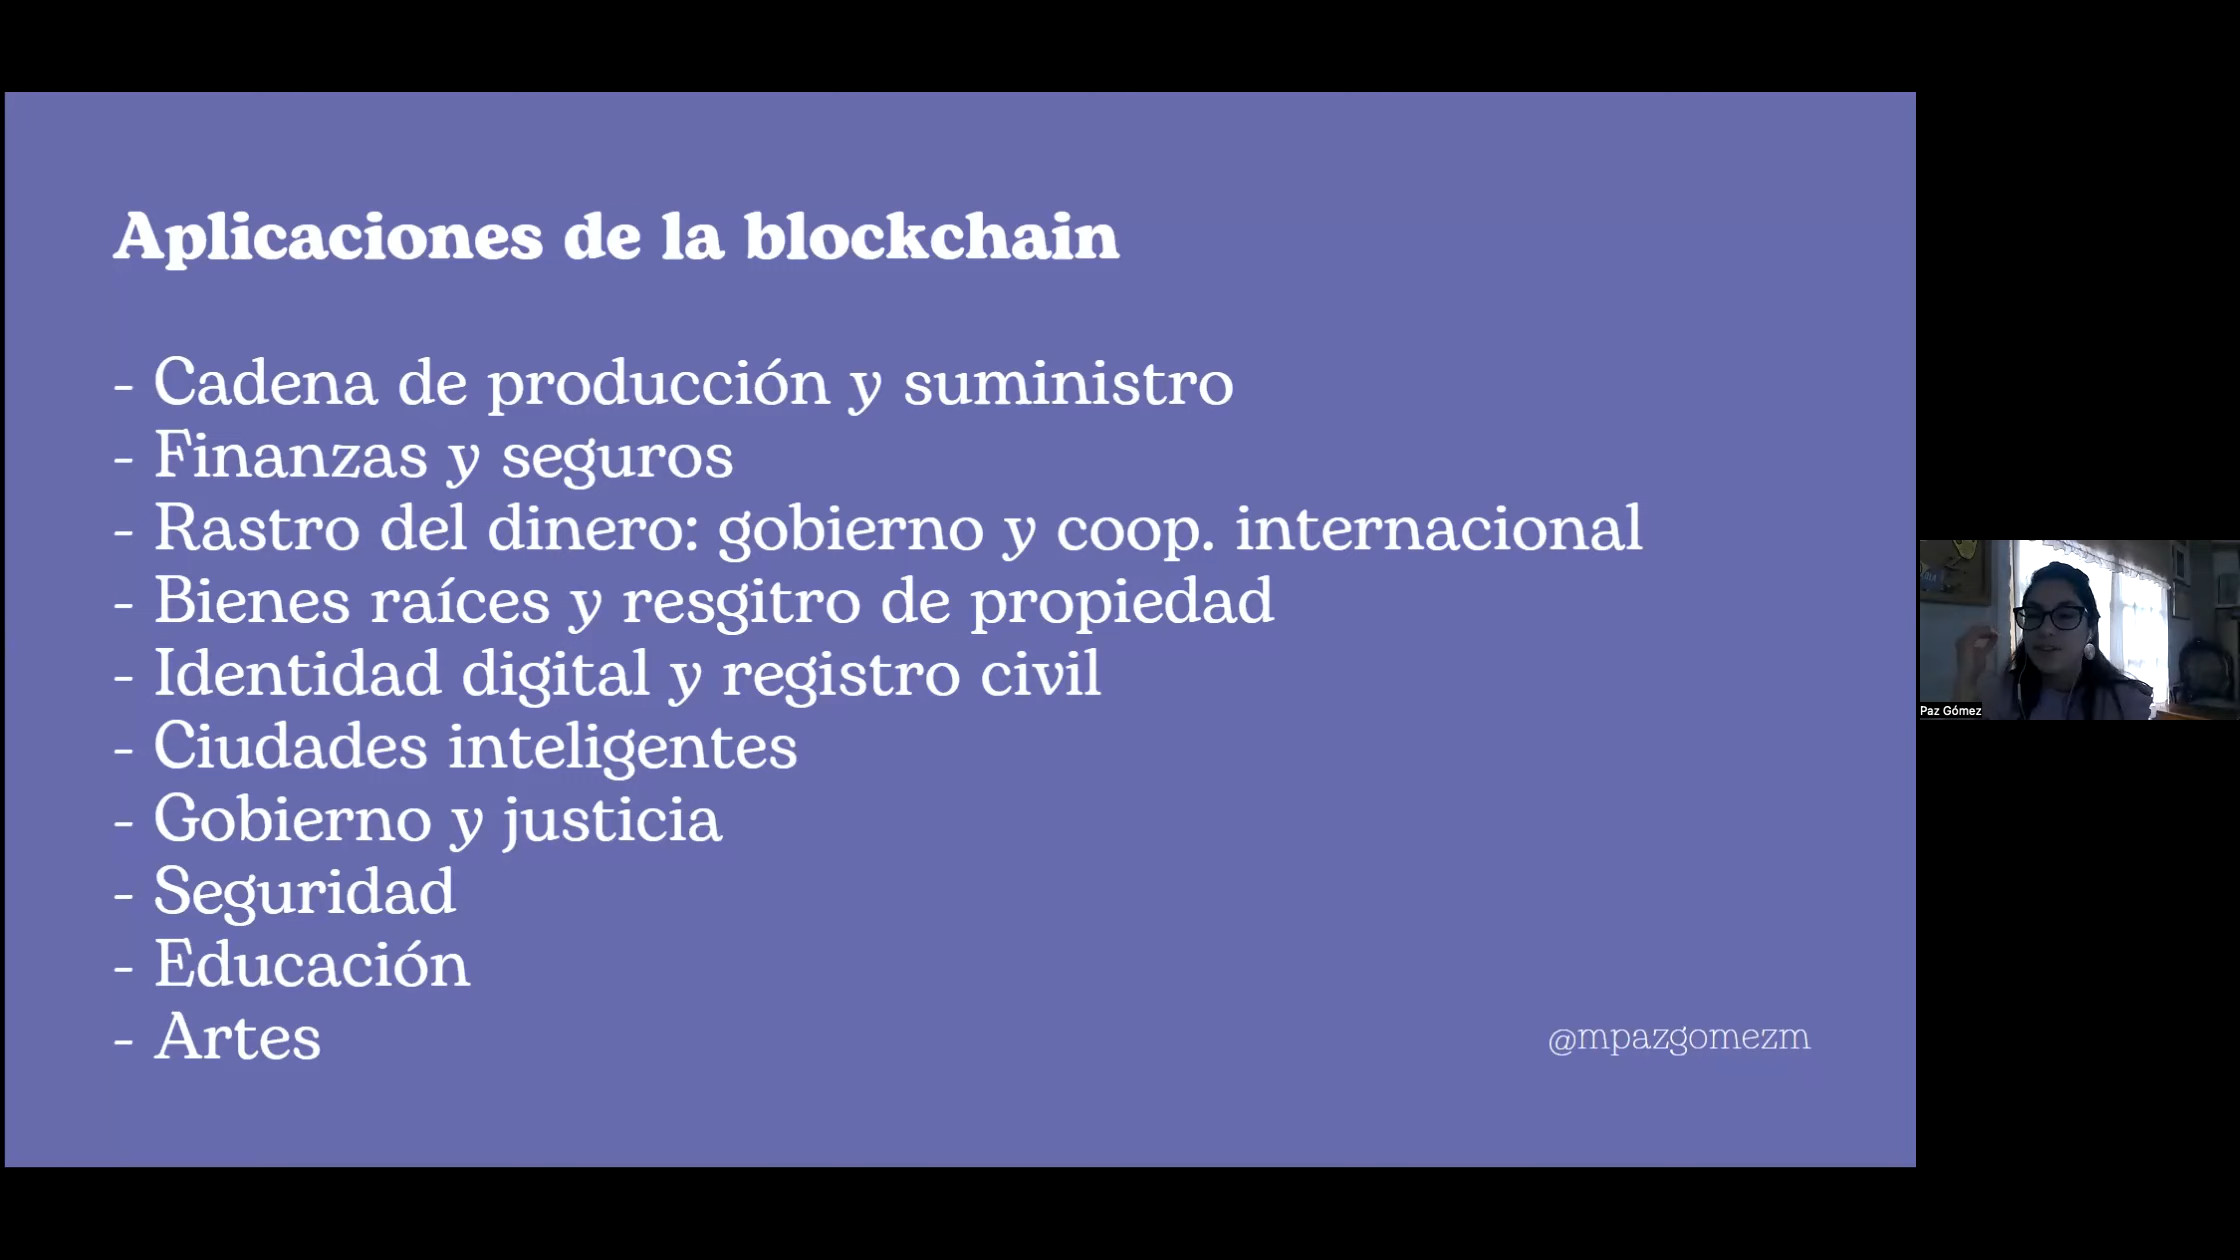 Aplicaciones de la blockchain
- Cadena de producción y suministro
- Finanzas y seguros
- Rastro del dinero: gobierno y coop. internacional
- Bienes raíces y resgitro de propiedad
- Identidad digital y registro civil
- Ciudades inteligentes
- Gobierno y justicia
- Seguridad
- Educación
- Artes
@mpazgomezm
Paz Gómez